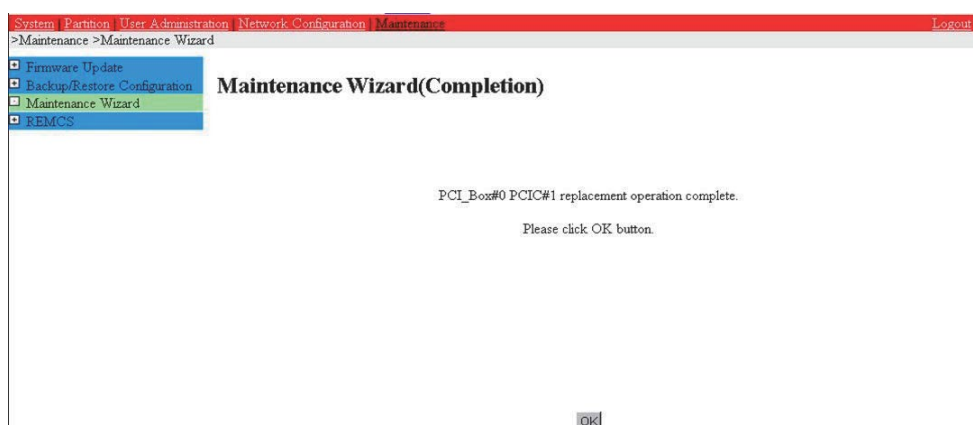 System | Partition | User Administration | Network Configuration | Maintenance Logout
>Maintenance >Maintenance Wizard
Firmware Update
Backup/Restore Configuration
Maintenance Wizard
REMCS
Maintenance Wizard(Completion)
PCI_Box#0 PCIC#1 replacement operation complete.
Please click OK button.
OK